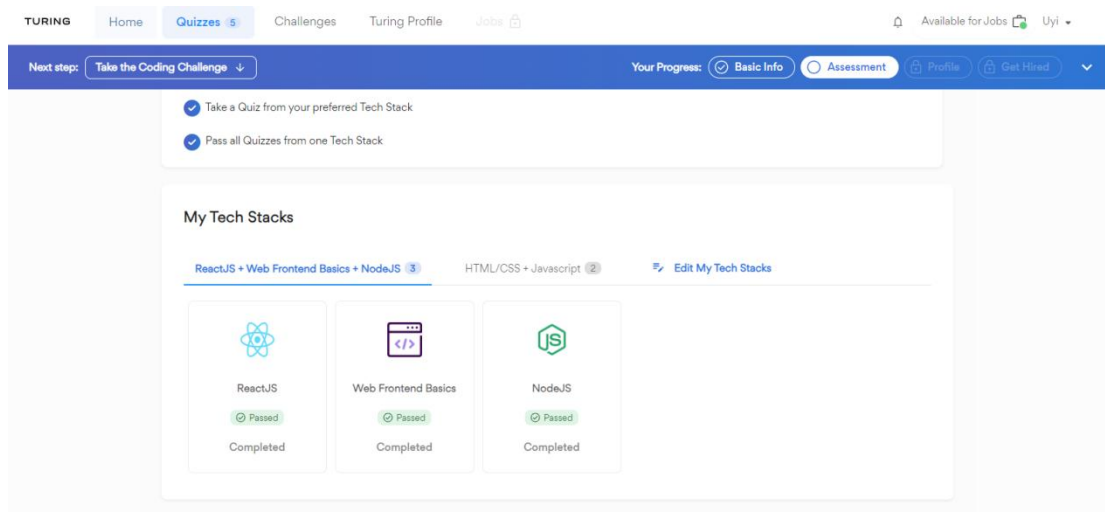 TURING Home Quizzes 5 Challenges Turing Profile Jobs Available for Jobs Uyi
Next step: Take the Coding Challenge ↓ Your Progress: Basic Info Assessment Profile Get Hired
Take a Quiz from your preferred Tech Stack
Pass all Quizzes from one Tech Stack
My Tech Stacks
ReactJS + Web Frontend Basics + NodeJS 3 HTML/CSS + Javascript 2 Edit My Tech Stacks
</> JS
ReactJS Web Frontend Basics NodeJS
Passed Passed Passed
Completed Completed Completed